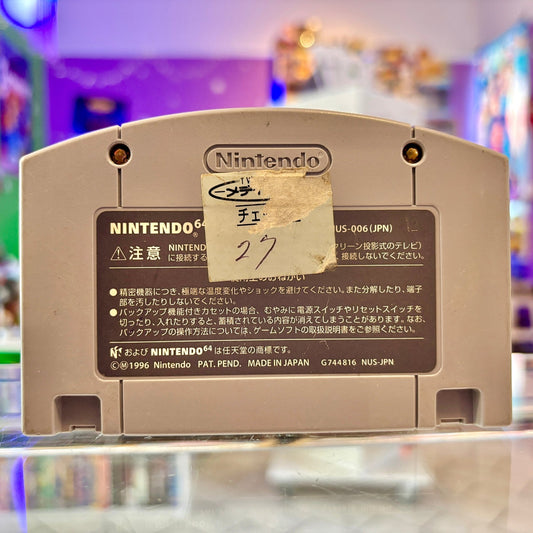 Nintendo
TV
メディ
チェ
27
NINTENDO64
NUS-006(JPN)
⚠注意 NINTEN クリーン投影式のテレビ)
に接続する 接続しないでください。
のおねがい
●精密機器につき、極端な温度変化やショックを避けてください。また分解したり、端子
部を汚したりしないでください。
●バックアップ機能付きカセットの場合、むやみに電源スイッチやリセットスイッチを
切ったり、入れたりすると、蓄積されている内容が消えてしまうことがあります。なお、
バックアップの操作方法については、ゲームソフトの取扱説明書をご参照ください。
および NINTENDO64 は任天堂の商標です。
©Ⓜ1996 Nintendo PAT. PEND. MADE IN JAPAN G744816 NUS-JPN